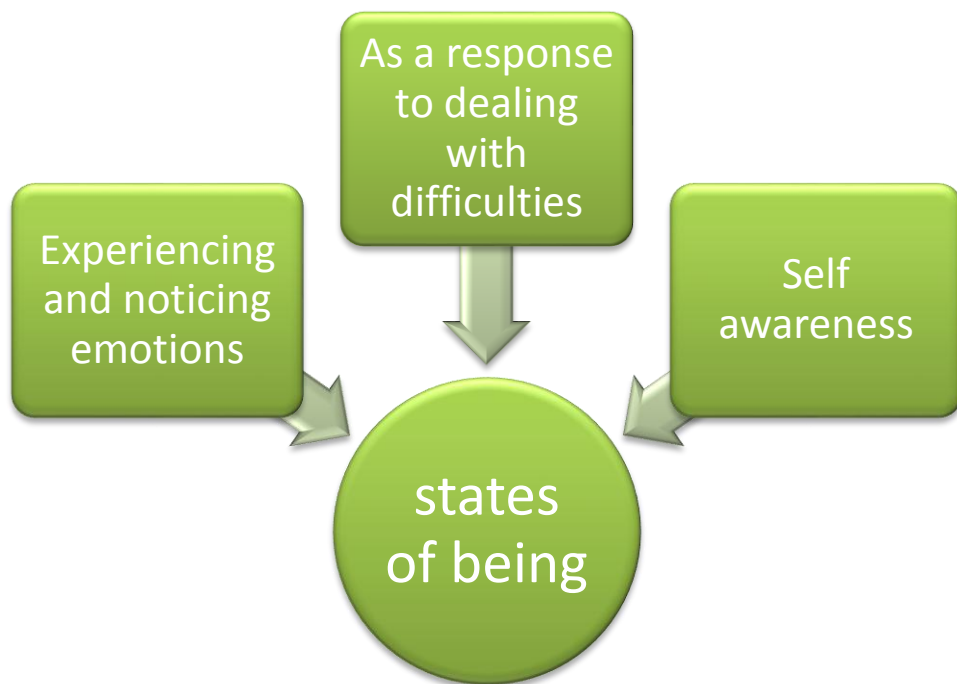 As a response
to dealing
with
difficulties
Experiencing
and noticing
emotions
Self
awareness
states
of being